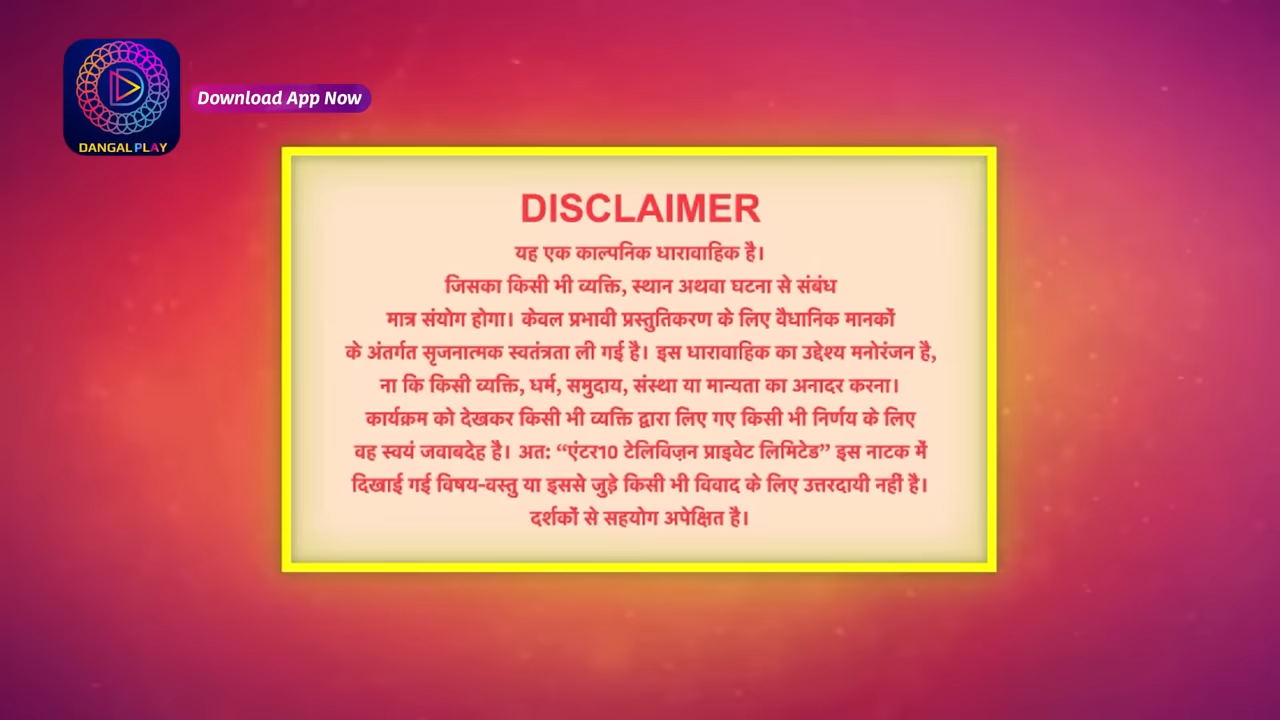 Download App Now
DANGAL PLAY
DISCLAIMER
यह एक काल्पनिक धारावाहिक है।
जिसका किसी भी व्यक्ति, स्थान अथवा घटना से संबंध
मात्र संयोग होगा। केवल प्रभावी प्रस्तुतिकरण के लिए वैधानिक मानकों
के अंतर्गत सृजनात्मक स्वतंत्रता ली गई है। इस धारावाहिक का उद्देश्य मनोरंजन है,
ना कि किसी व्यक्ति, धर्म, समुदाय, संस्था या मान्यता का अनादर करना।
कार्यक्रम को देखकर किसी भी व्यक्ति द्वारा लिए गए किसी भी निर्णय के लिए
वह स्वयं जवाबदेह है। अत: “एंटर10 टेलिविज़न प्राइवेट लिमिटेड” इस नाटक में
दिखाई गई विषय-वस्तु या इससे जुड़े किसी भी विवाद के लिए उत्तरदायी नहीं है।
दर्शकों से सहयोग अपेक्षित है।